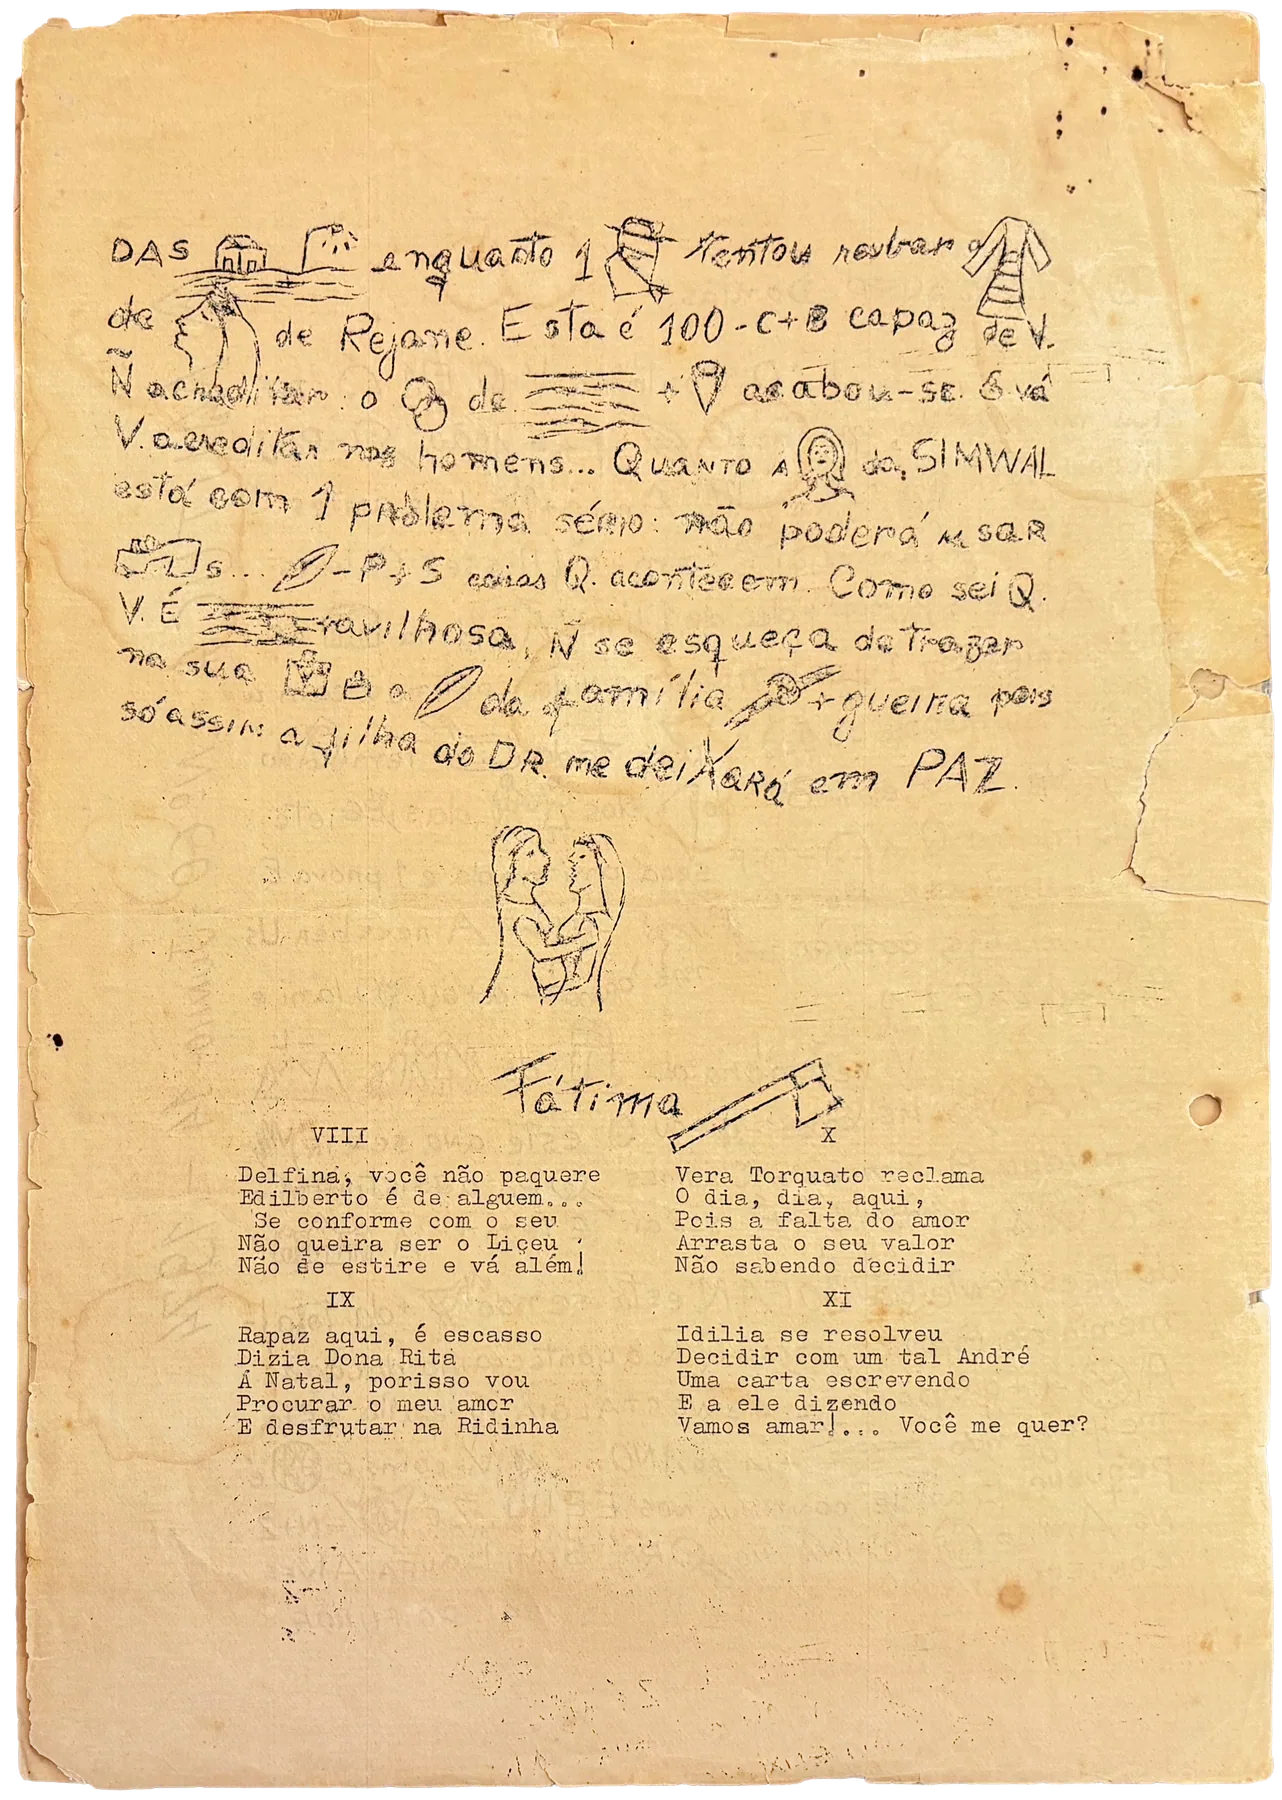 DAS enquanto 1 tentou roubar a
de de Rejane. Esta é 100-C+B capaz de V.
Ñ acreditar: o de + acabou-se. E vá
V. acreditar nos homens... QUANTO A do SIMWAL
está com 1 problema sério: não poderá usar
s... -P+S coisas Q. acontecem. Como sei Q.
V. É ravilhosa, Ñ se esqueça de trazer
na sua o da família +gueira pois
só assim a filha do DR. me deixará em PAZ.
Fátima
VIII
Delfina, você não paquere
Edilberto é de alguem...
Se conforme com o seu
Não queira ser o Liçeu
Não de estire e vá além!
IX
Rapaz aqui, é escasso
Dizia Dona Rita
Á Natal, porisso vou
Procurar o meu amor
E desfrutar na Ridinha
X
Vera Torquato reclama
O dia, dia, aqui,
Pois a falta do amor
Arrasta o seu valor
Não sabendo decidir
XI
Idilia se resolveu
Decidir com um tal André
Uma carta escrevendo
E a ele dizendo
Vamos amar!... Você me quer?